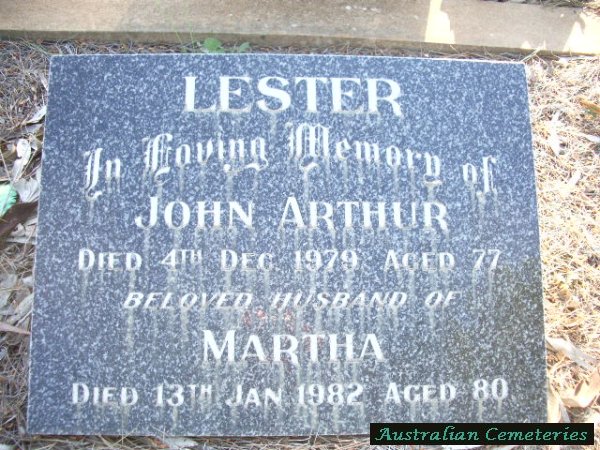 LESTER
In Loving Memory of
JOHN ARTHUR
DIED 4TH DEC 1979 AGED 77
BELOVED HUSBAND OF
MARTHA
DIED 13TH JAN 1982 AGED 80
Australian Cemeteries